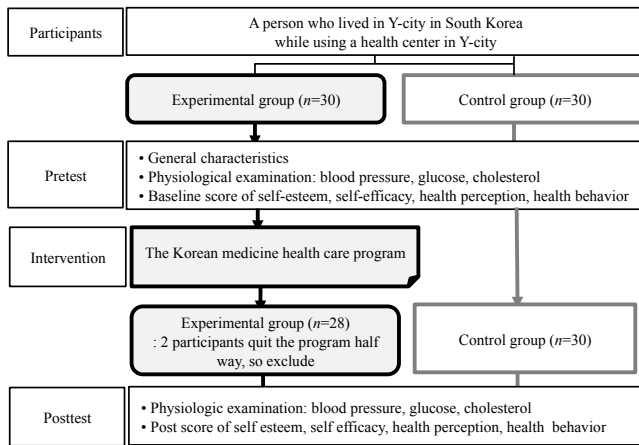 Participants
A person who lived in Y-city in South Korea
while using a health center in Y-city
Experimental group (n=30)
Control group (n=30)
Pretest
• General characteristics
• Physiological examination: blood pressure, glucose, cholesterol
• Baseline score of self-esteem, self-efficacy, health perception, health behavior
Intervention
The Korean medicine health care program
Experimental group (n=28)
: 2 participants quit the program half
way, so exclude
Control group (n=30)
Posttest
• Physiologic examination: blood pressure, glucose, cholesterol
• Post score of self esteem, self efficacy, health perception, health behavior